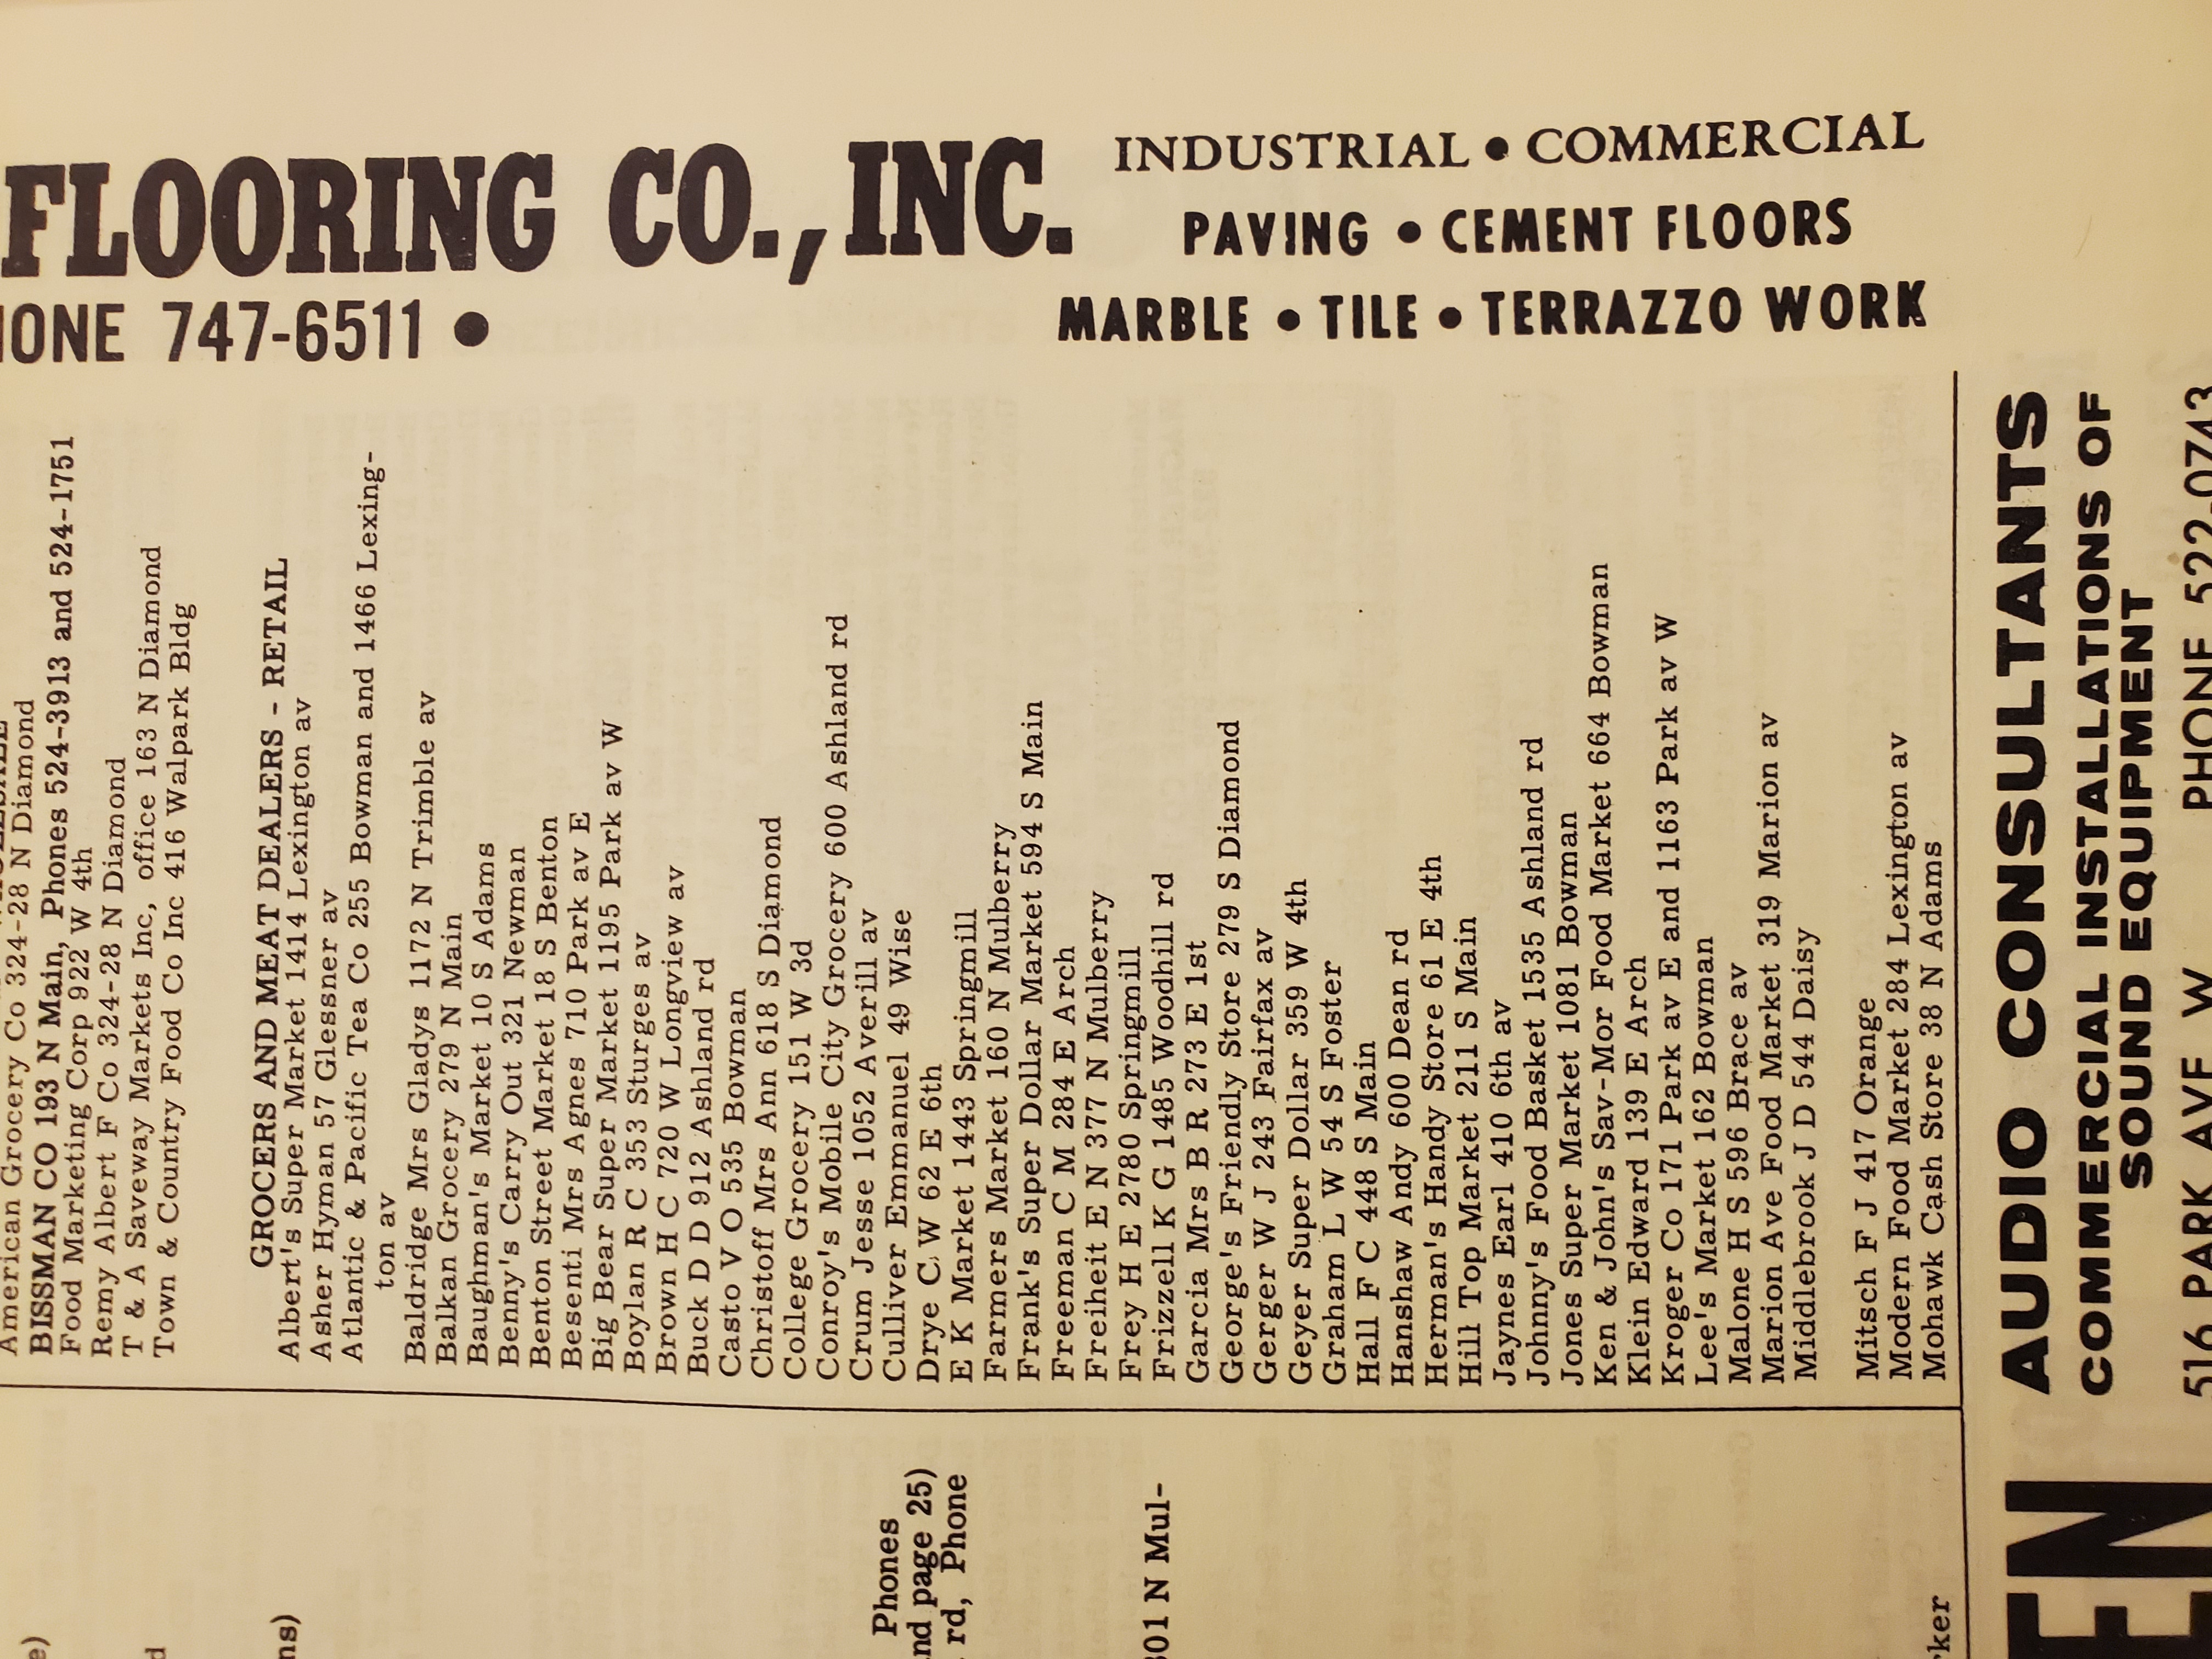 FLOORING CO., INC.
PHONE 747-6511 •
INDUSTRIAL • COMMERCIAL
PAVING • CEMENT FLOORS
MARBLE • TILE • TERRAZZO WORK
American Grocery Co 324-28 N Diamond
BISSMAN CO 193 N Main, Phones 524-3913 and 524-1751
Food Marketing Corp 922 W 4th
Remy Albert F Co 324-28 N Diamond
T & A Saveway Markets Inc, office 163 N Diamond
Town & Country Food Co Inc 416 Walpark Bldg
GROCERS AND MEAT DEALERS - RETAIL
Albert's Super Market 1414 Lexington av
Asher Hyman 57 Glessner av
Atlantic & Pacific Tea Co 255 Bowman and 1466 Lexing-
ton av
Baldridge Mrs Gladys 1172 N Trimble av
Balkan Grocery 279 N Main
Baughman's Market 10 S Adams
Benny's Carry Out 321 Newman
Benton Street Market 18 S Benton
Besenti Mrs Agnes 710 Park av E
Big Bear Super Market 1195 Park av W
Boylan R C 353 Sturges av
Brown H C 720 W Longview av
Buck D D 912 Ashland rd
Casto V O 535 Bowman
Christoff Mrs Ann 618 S Diamond
College Grocery 151 W 3d
Conroy's Mobile City Grocery 600 Ashland rd
Crum Jesse 1052 Averill av
Culliver Emmanuel 49 Wise
Drye C W 62 E 6th
E K Market 1443 Springmill
Farmers Market 160 N Mulberry
Frank's Super Dollar Market 594 S Main
Freeman C M 284 E Arch
Freiheit E N 377 N Mulberry
Frey H E 2780 Springmill
Frizzell K G 1485 Woodhill rd
Garcia Mrs B R 273 E 1st
George's Friendly Store 279 S Diamond
Gerger W J 243 Fairfax av
Geyer Super Dollar 359 W 4th
Graham L W 54 S Foster
Hall F C 448 S Main
Hanshaw Andy 600 Dean rd
Herman's Handy Store 61 E 4th
Hill Top Market 211 S Main
Jaynes Earl 410 6th av
Johnny's Food Basket 1535 Ashland rd
Jones Super Market 1081 Bowman
Ken & John's Sav-Mor Food Market 664 Bowman
Klein Edward 139 E Arch
Kroger Co 171 Park av E and 1163 Park av W
Lee's Market 162 Bowman
Malone H S 596 Brace av
Marion Ave Food Market 319 Marion av
Middlebrook J D 544 Daisy
Mitsch F J 417 Orange
Modern Food Market 284 Lexington av
Mohawk Cash Store 38 N Adams
Phones
and page 25)
rd, Phone
301 N Mul-
AUDIO CONSULTANTS
COMMERCIAL INSTALLATIONS OF
SOUND EQUIPMENT
516 PARK AVE W PHONE 522-0743